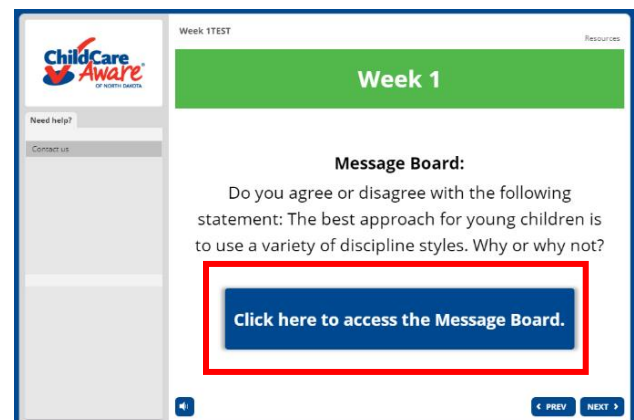 Week 1TEST
Resources
ChildCare
Aware®
OF NORTH DAKOTA
Week 1
Need help?
Contact us
Message Board:
Do you agree or disagree with the following
statement: The best approach for young children is
to use a variety of discipline styles. Why or why not?
Click here to access the Message Board.
< PREV
NEXT >